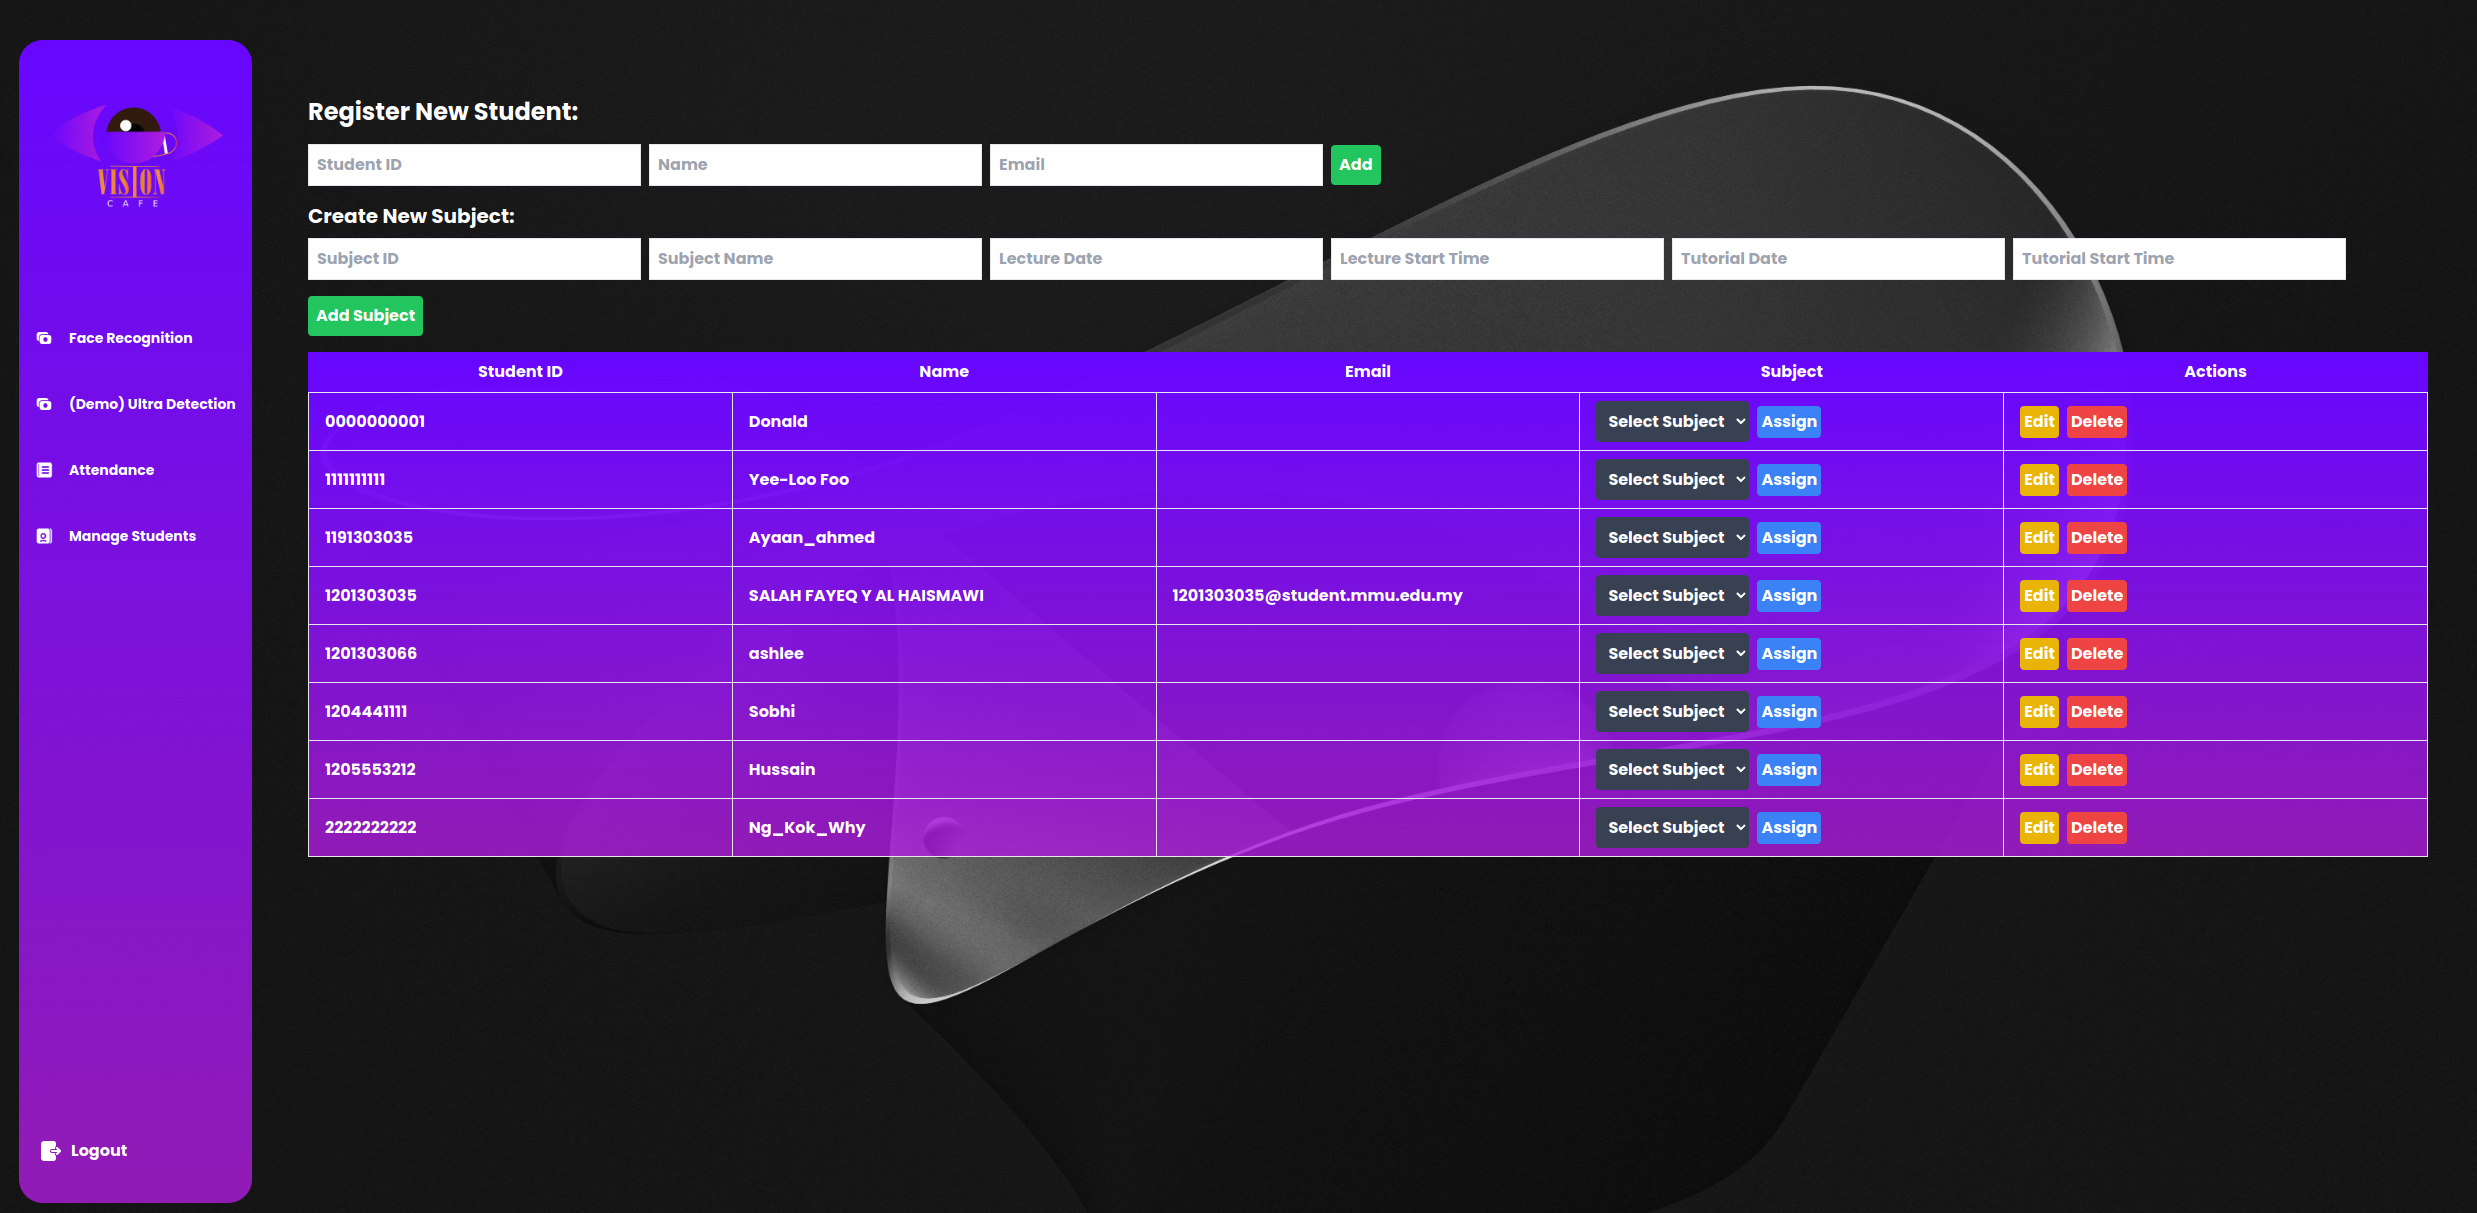 VISION
CAFE
Face Recognition
(Demo) Ultra Detection
Attendance
Manage Students
Logout
Register New Student:
Student ID Name Email Add
Create New Subject:
Subject ID Subject Name Lecture Date Lecture Start Time Tutorial Date Tutorial Start Time
Add Subject
Student ID Name Email Subject Actions
0000000001 Donald Select Subject Assign Edit Delete
1111111111 Yee-Loo Foo Select Subject Assign Edit Delete
1191303035 Ayaan_ahmed Select Subject Assign Edit Delete
1201303035 SALAH FAYEQ Y AL HAISMAWI 1201303035@student.mmu.edu.my Select Subject Assign Edit Delete
1201303066 ashlee Select Subject Assign Edit Delete
1204441111 Sobhi Select Subject Assign Edit Delete
1205553212 Hussain Select Subject Assign Edit Delete
2222222222 Ng_Kok_Why Select Subject Assign Edit Delete